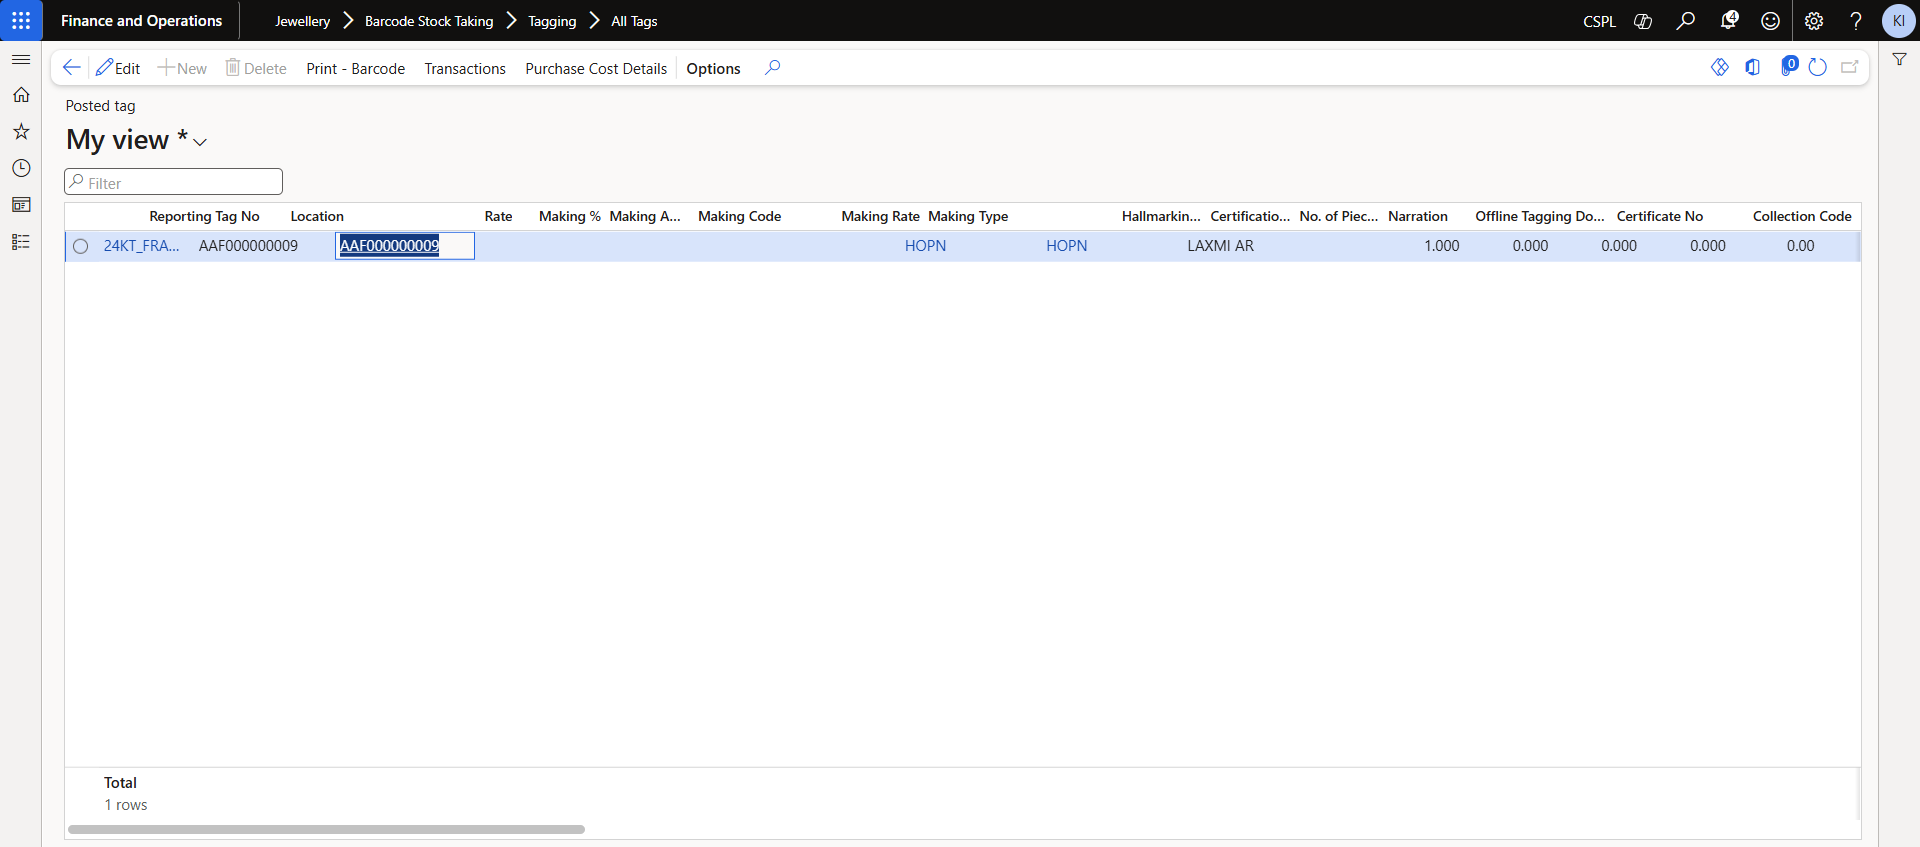 Finance and Operations Jewellery Barcode Stock Taking Tagging All Tags CSPL 4 KI
Edit New Delete Print - Barcode Transactions Purchase Cost Details Options 0
Posted tag
My view *
Filter
Reporting Tag No Location Rate Making % Making A... Making Code Making Rate Making Type Hallmarkin... Certificatio... No. of Piec... Narration Offline Tagging Do... Certificate No Collection Code
24KT_FRA... AAF000000009 AAF000000009 HOPN HOPN LAXMI AR 1.000 0.000 0.000 0.000 0.00
Total
1 rows